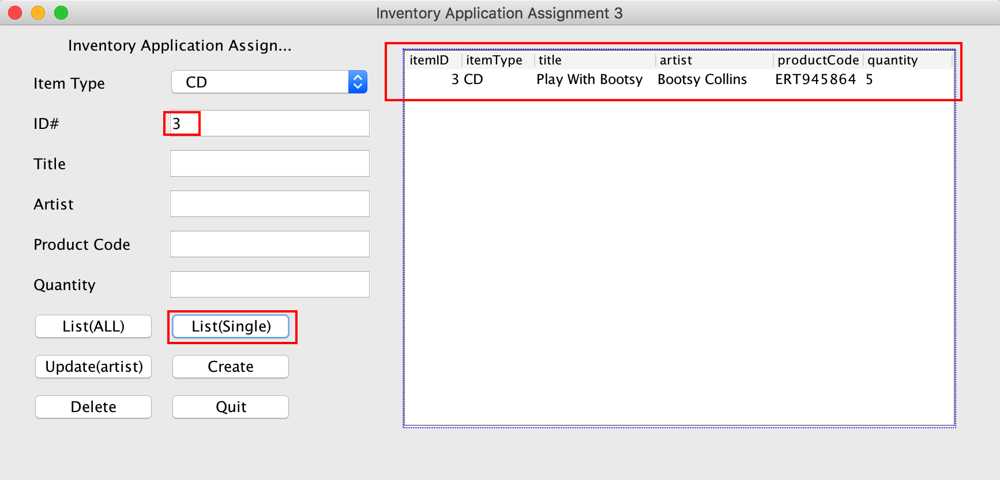 Inventory Application Assignment 3
Inventory Application Assign...
Item Type
CD
ID#
3
Title
Artist
Product Code
Quantity
List(ALL) List(Single)
Update(artist) Create
Delete Quit
itemID itemType title artist productCode quantity
3 CD Play With Bootsy Bootsy Collins ERT945864 5